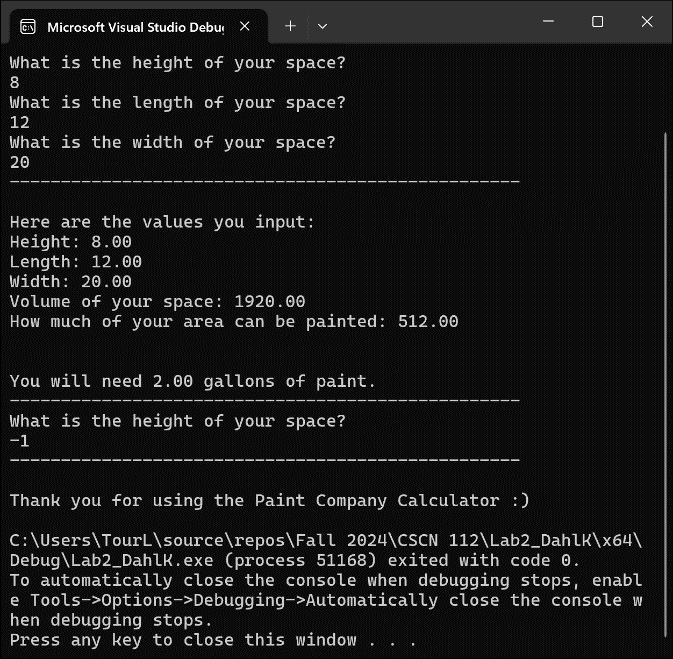 Microsoft Visual Studio Debu
What is the height of your space?
8
What is the length of your space?
12
What is the width of your space?
20
--------------------------------------------------
Here are the values you input:
Height: 8.00
Length: 12.00
Width: 20.00
Volume of your space: 1920.00
How much of your area can be painted: 512.00
You will need 2.00 gallons of paint.
--------------------------------------------------
What is the height of your space?
-1
--------------------------------------------------
Thank you for using the Paint Company Calculator :)
C:\Users\TourL\source\repos\Fall 2024\CSCN 112\Lab2_DahlK\x64\
Debug\Lab2_DahlK.exe (process 51168) exited with code 0.
To automatically close the console when debugging stops, enabl
e Tools->Options->Debugging->Automatically close the console w
hen debugging stops.
Press any key to close this window . . .